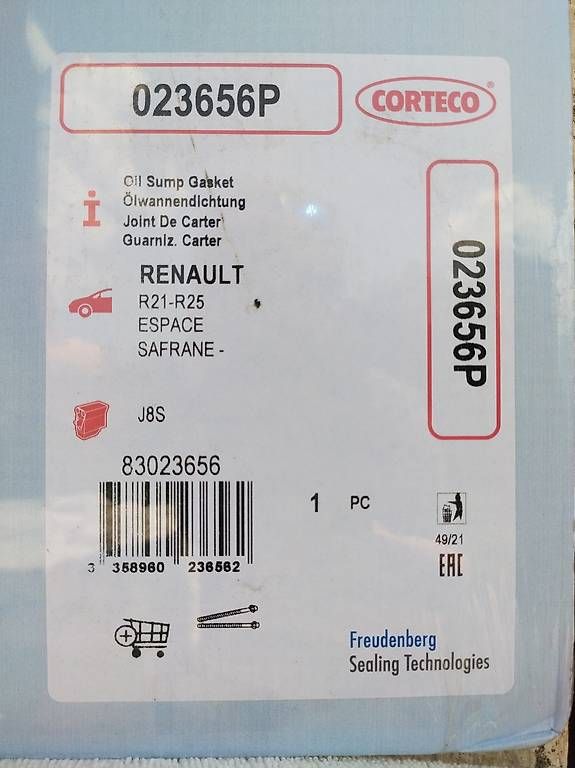 023656P
CORTECO®
Oil Sump Gasket
Ölwannendichtung
Joint De Carter
Guarniz. Carter
RENAULT
R21-R25
ESPACE
SAFRANE -
023656P
J8S
83023656
3 358960 236562
1 PC
49/21
EAC
Freudenberg
Sealing Technologies